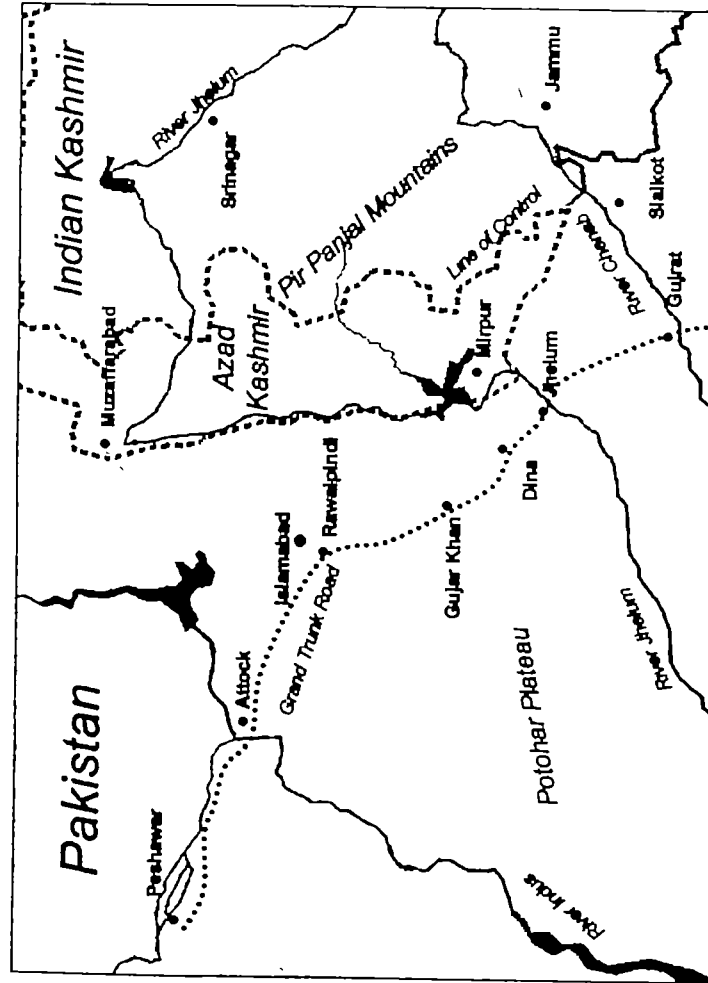 Pakistan
Indian Kashmir
Peshawar
Attock
Islamabad
Rawalpindi
Grand Trunk Road
Muzaffarabad
Azad
Kashmir
Srinagar
River Jhelum
Pir Panjal Mountains
Line of Control
Gujar Khan
Mirpur
Dina
Jhelum
Potohar Plateau
River Indus
River Jhelum
River Chenab
Gujrat
Sialkot
Jammu